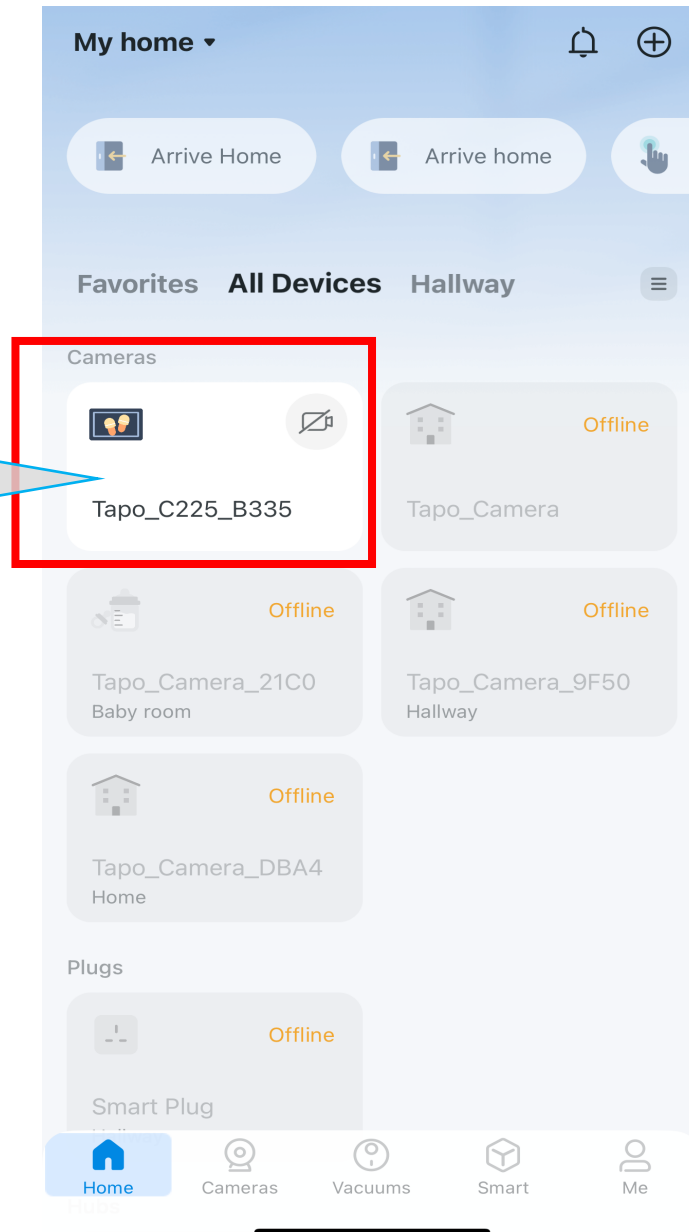 My home
Arrive Home
Arrive home
Favorites All Devices Hallway
Cameras
Tapo_C225_B335
Offline
Tapo_Camera
Offline
Tapo_Camera_21C0
Baby room
Offline
Tapo_Camera_9F50
Hallway
Offline
Tapo_Camera_DBA4
Home
Plugs
Offline
Smart Plug
Home Cameras Vacuums Smart Me